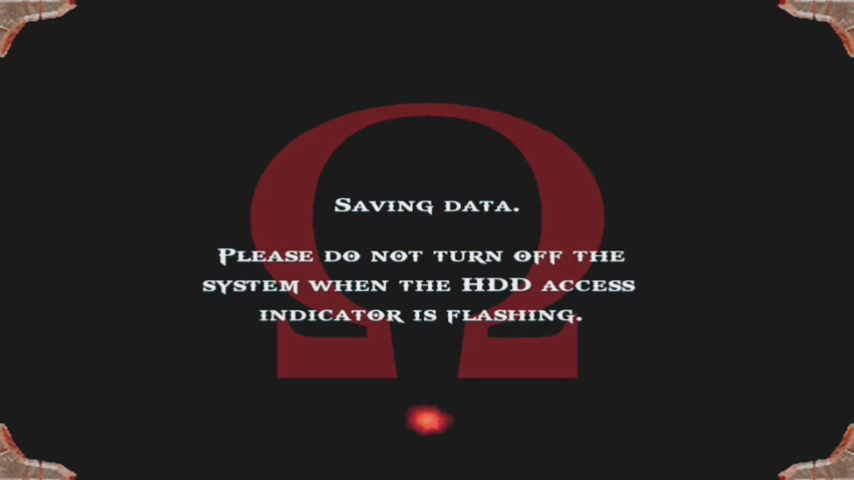 Saving data.
Please do not turn off the
system when the HDD access
indicator is flashing.